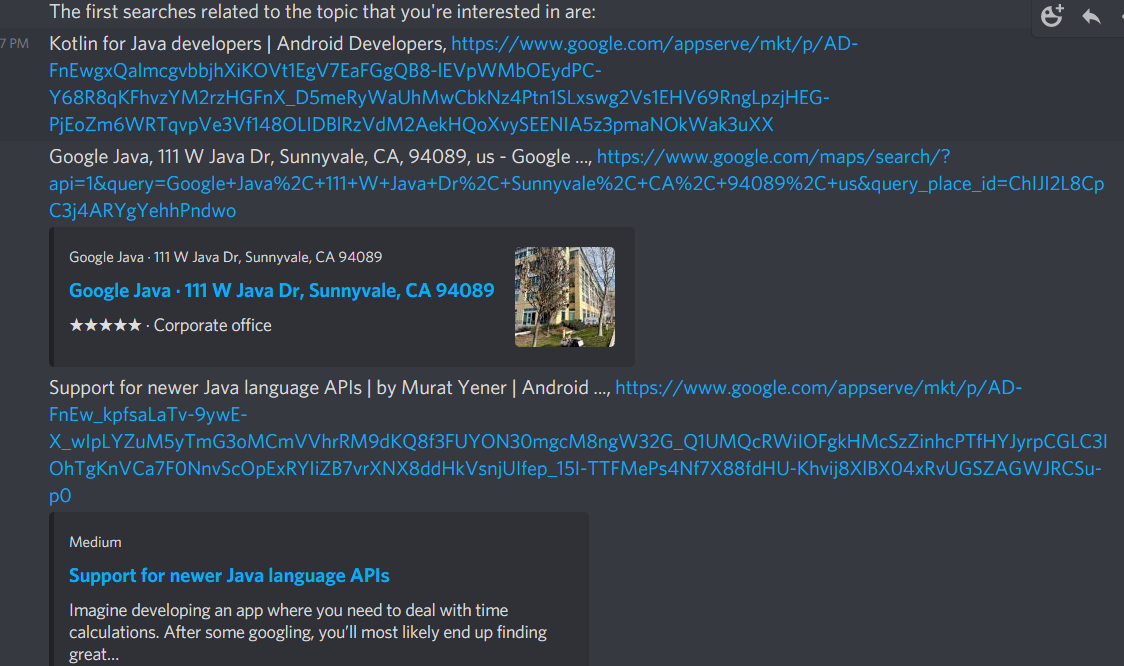 The first searches related to the topic that you're interested in are:
7 PM
Kotlin for Java developers | Android Developers, https://www.google.com/appserve/mkt/p/AD-
FnEwgxQalmcgvbbjhXiKOVt1EgV7EaFGgQB8-lEVpWMbOEydPC-
Y68R8qKFhvzYM2rzHGFnX_D5meRyWaUhMwCbkNz4Ptn1SLxswg2Vs1EHV69RngLpzjHEG-
PjEoZm6WRTqvpVe3Vf148OLIDBlRzVdM2AekHQoXvySEENIA5z3pmaNOkWak3uXX
Google Java, 111 W Java Dr, Sunnyvale, CA, 94089, us - Google ..., https://www.google.com/maps/search/?
api=1&query=Google+Java%2C+111+W+Java+Dr%2C+Sunnyvale%2C+CA%2C+94089%2C+us&query_place_id=ChIJI2L8Cp
C3j4ARYgYehhPndwo
Google Java · 111 W Java Dr, Sunnyvale, CA 94089
Google Java · 111 W Java Dr, Sunnyvale, CA 94089
★★★★★ · Corporate office
Support for newer Java language APIs | by Murat Yener | Android ..., https://www.google.com/appserve/mkt/p/AD-
FnEw_kpfsaLaTv-9ywE-
X_wIpLYZuM5yTmG3oMCmVVhrRM9dKQ8f3FUYON30mgcM8ngW32G_Q1UMQcRWiIOFgkHMcSzZinhcPTfHYJyrpCGLC3I
OhTgKnVCa7F0NnvScOpExRYIiZB7vrXNX8ddHkVsnjUIfep_15I-TTFMePs4Nf7X88fdHU-Khvij8XlBX04xRvUGSZAGWJRCSu-
p0
Medium
Support for newer Java language APIs
Imagine developing an app where you need to deal with time
calculations. After some googling, you'll most likely end up finding
great...